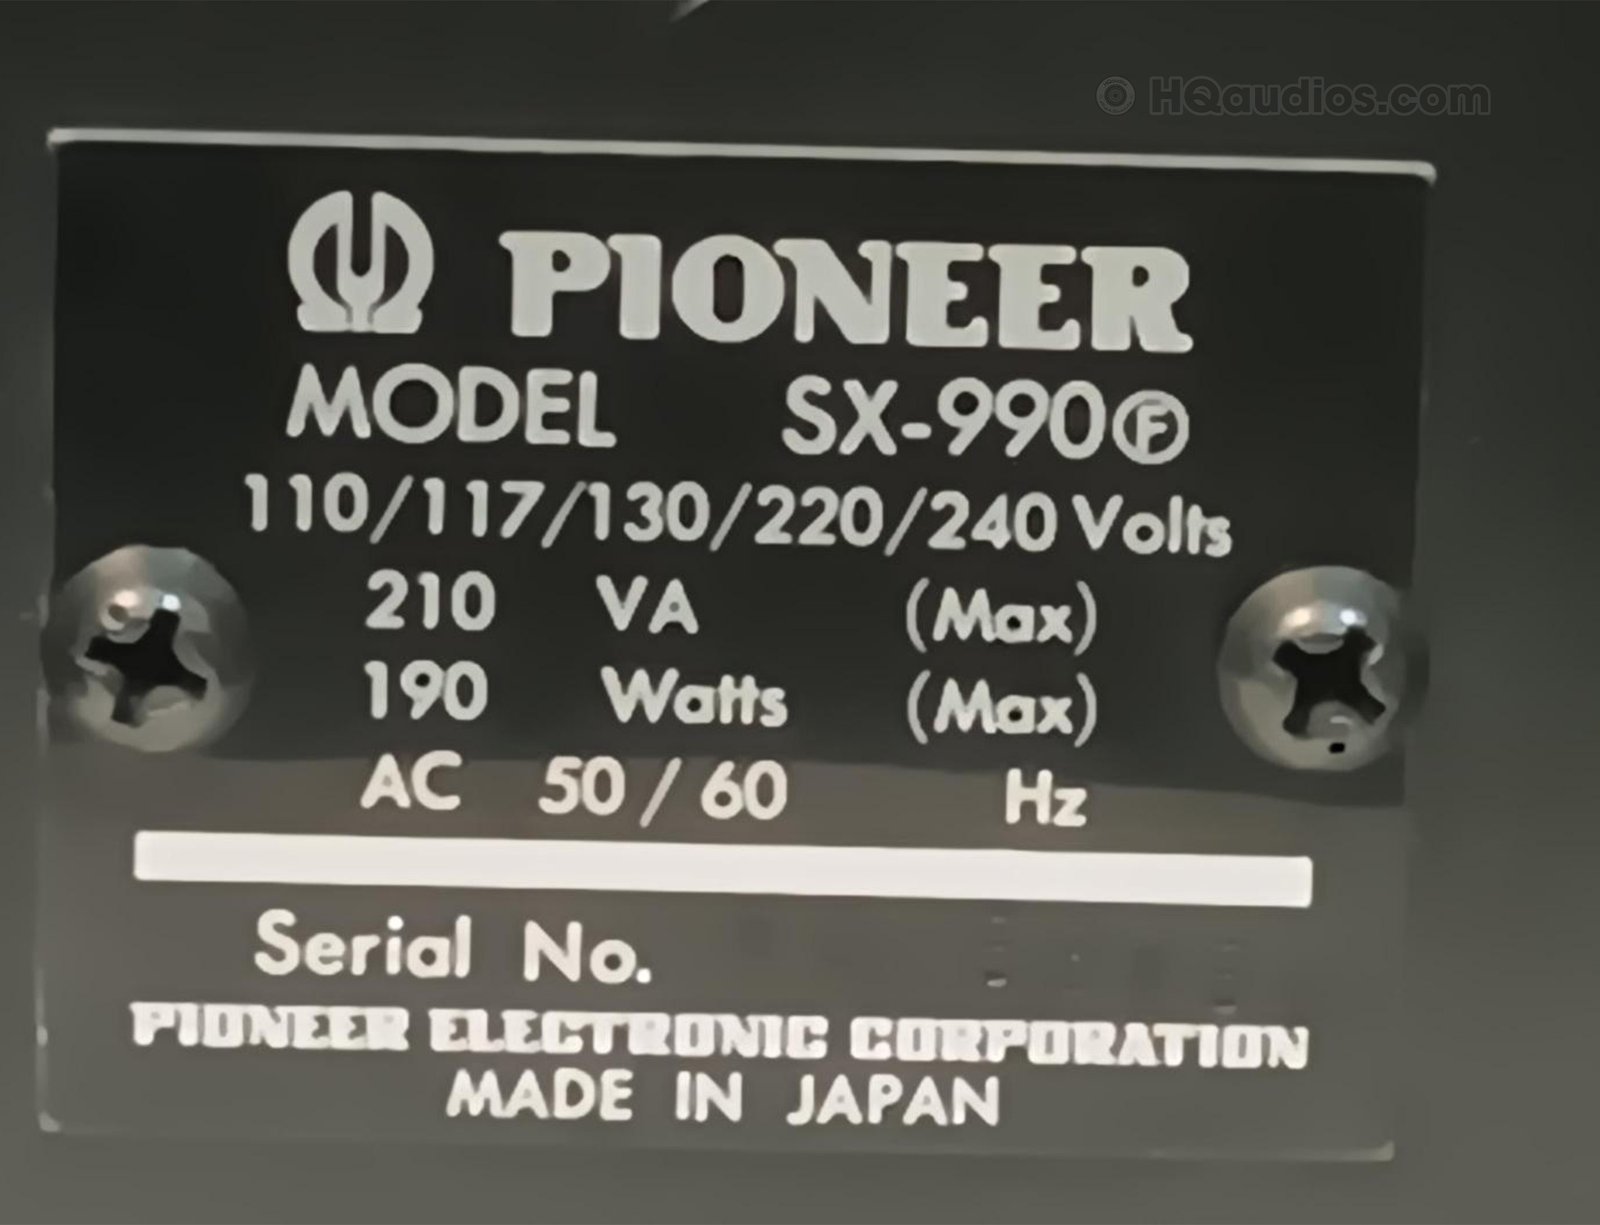 HQaudios.com
PIONEER
MODEL SX-990Ⓕ
110/117/130/220/240 Volts
210 VA (Max)
190 Watts (Max)
AC 50/60 Hz
Serial No.
PIONEER ELECTRONIC CORPORATION
MADE IN JAPAN